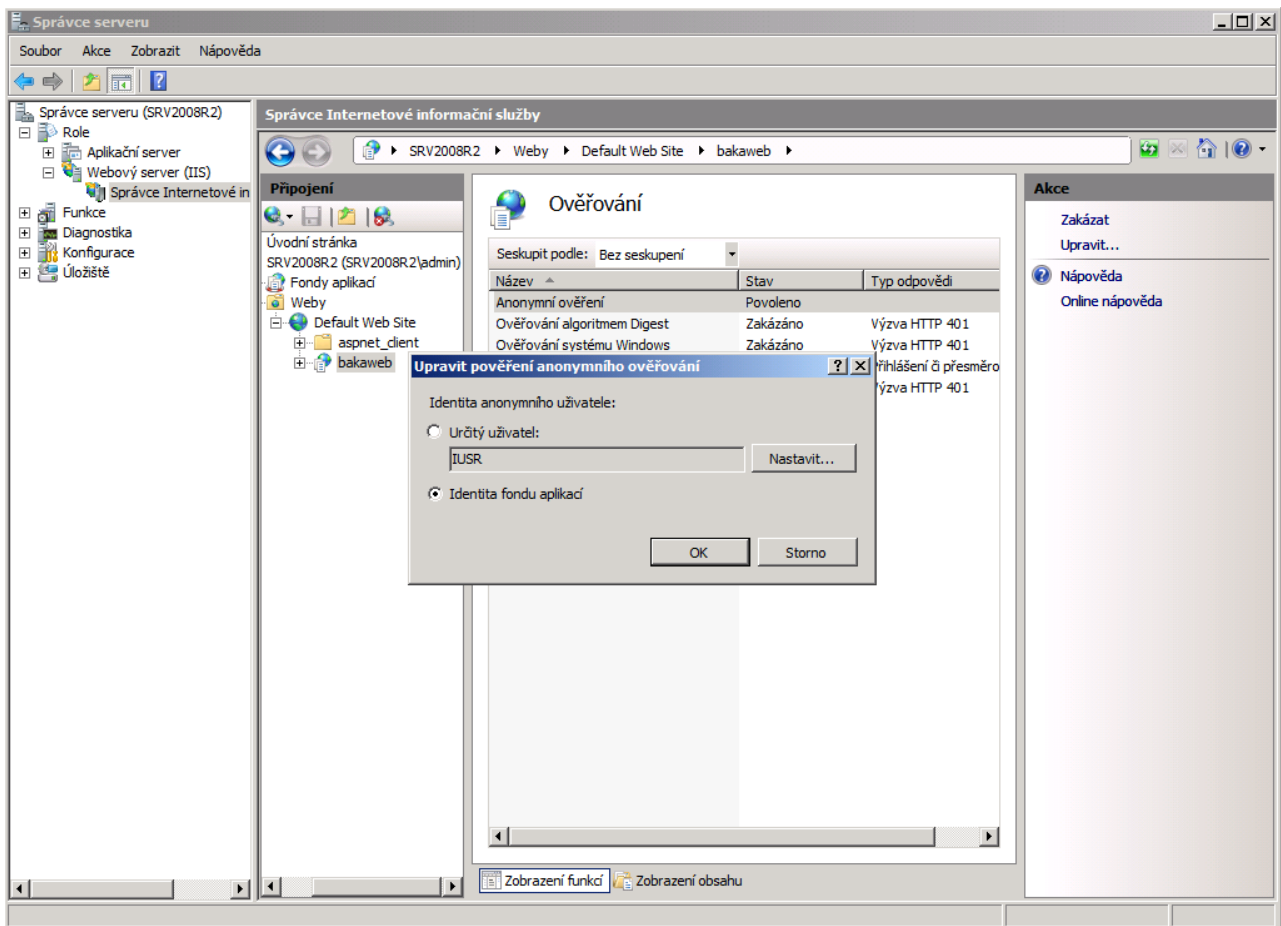 Správce serveru
Soubor Akce Zobrazit Nápověda
Správce serveru (SRV2008R2)
Role
Aplikační server
Webový server (IIS)
Správce Internetové in
Funkce
Diagnostika
Konfigurace
Úložiště
Správce Internetové informační služby
SRV2008R2 Weby Default Web Site bakaweb
Připojení
Úvodní stránka
SRV2008R2 (SRV2008R2\admin)
Fondy aplikací
Weby
Default Web Site
aspnet_client
bakaweb
Ověřování
Seskupit podle: Bez seskupení
Název Stav Typ odpovědi
Anonymní ověření Povoleno
Ověřování algoritmem Digest Zakázáno Výzva HTTP 401
Ověřování systému Windows Zakázáno Výzva HTTP 401
Přihlášení či přesměro
Výzva HTTP 401
Upravit pověření anonymního ověřování
Identita anonymního uživatele:
Určitý uživatel:
IUSR
Nastavit...
Identita fondu aplikací
OK Storno
Zobrazení funkcí Zobrazení obsahu
Akce
Zakázat
Upravit...
Nápověda
Online nápověda